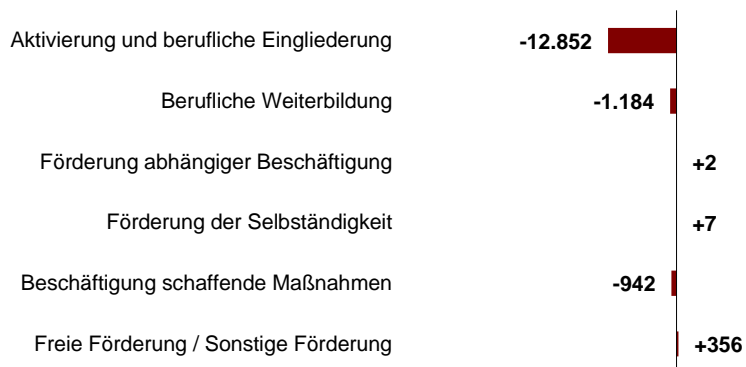 Aktivierung und berufliche Eingliederung -12.852
Berufliche Weiterbildung -1.184
Förderung abhängiger Beschäftigung +2
Förderung der Selbständigkeit +7
Beschäftigung schaffende Maßnahmen -942
Freie Förderung / Sonstige Förderung +356